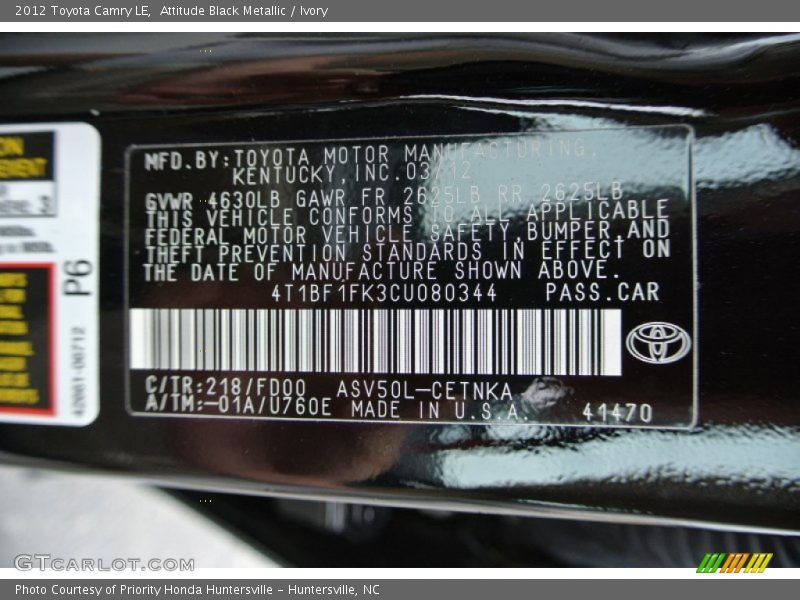 2012 Toyota Camry LE, Attitude Black Metallic / Ivory
MFD.BY:TOYOTA MOTOR MANUFACTURING,
KENTUCKY, INC.03/12
GVWR 4630LB GAWR FR 2625LB RR 2625LB
THIS VEHICLE CONFORMS TO ALL APPLICABLE
FEDERAL MOTOR VEHICLE SAFETY BUMPER AND
THEFT PREVENTION STANDARDS IN EFFECT ON
THE DATE OF MANUFACTURE SHOWN ABOVE.
4T1BF1FK3CU080344 PASS.CAR
C/TR:218/FD00 ASV50L-CETNKA
A/TM:-01A/U760E MADE IN U.S.A. 41470
P6
42661-00712
GTCARLOT.COM
Photo Courtesy of Priority Honda Huntersville - Huntersville, NC